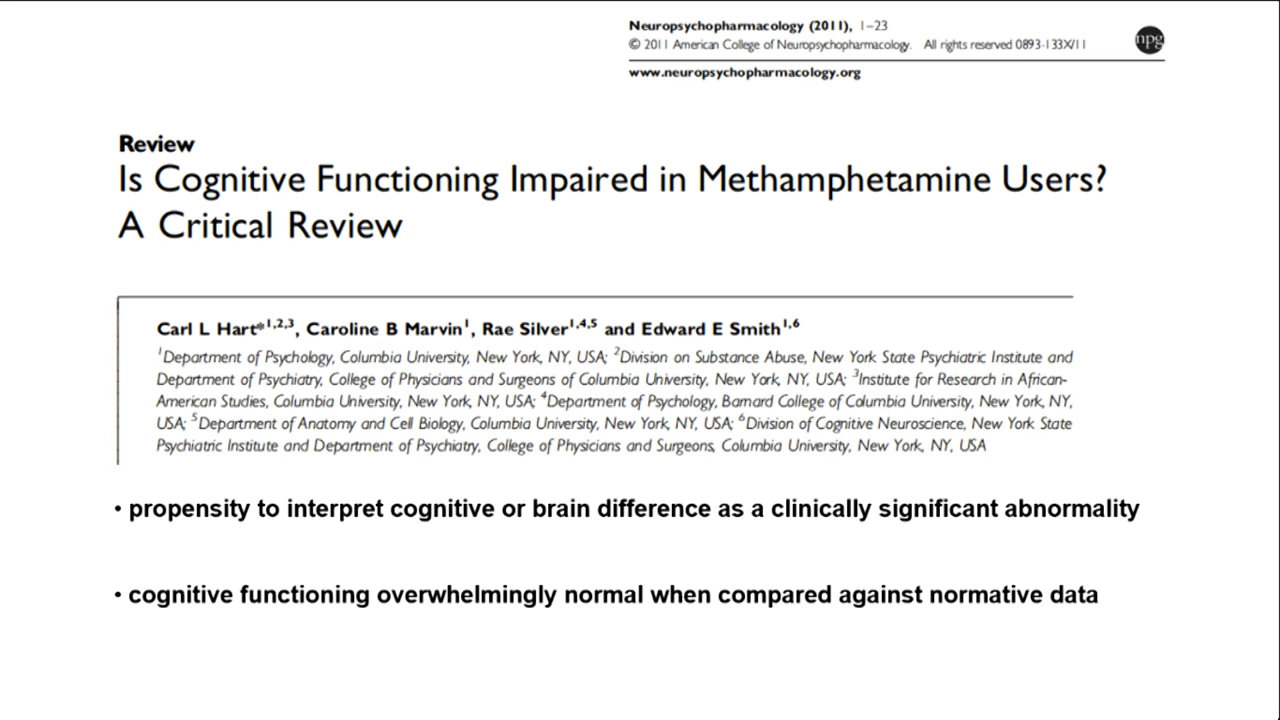 Neuropsychopharmacology (2011), 1–23
© 2011 American College of Neuropsychopharmacology. All rights reserved 0893-133X/11
npg
www.neuropsychopharmacology.org
Review
Is Cognitive Functioning Impaired in Methamphetamine Users?
A Critical Review
Carl L Hart*1,2,3, Caroline B Marvin1, Rae Silver1,4,5 and Edward E Smith1,6
1Department of Psychology, Columbia University, New York, NY, USA; 2Division on Substance Abuse, New York State Psychiatric Institute and
Department of Psychiatry, College of Physicians and Surgeons of Columbia University, New York, NY, USA; 3Institute for Research in African-
American Studies, Columbia University, New York, NY, USA; 4Department of Psychology, Barnard College of Columbia University, New York, NY,
USA; 5Department of Anatomy and Cell Biology, Columbia University, New York, NY, USA; 6Division of Cognitive Neuroscience, New York State
Psychiatric Institute and Department of Psychiatry, College of Physicians and Surgeons, Columbia University, New York, NY, USA
• propensity to interpret cognitive or brain difference as a clinically significant abnormality
• cognitive functioning overwhelmingly normal when compared against normative data